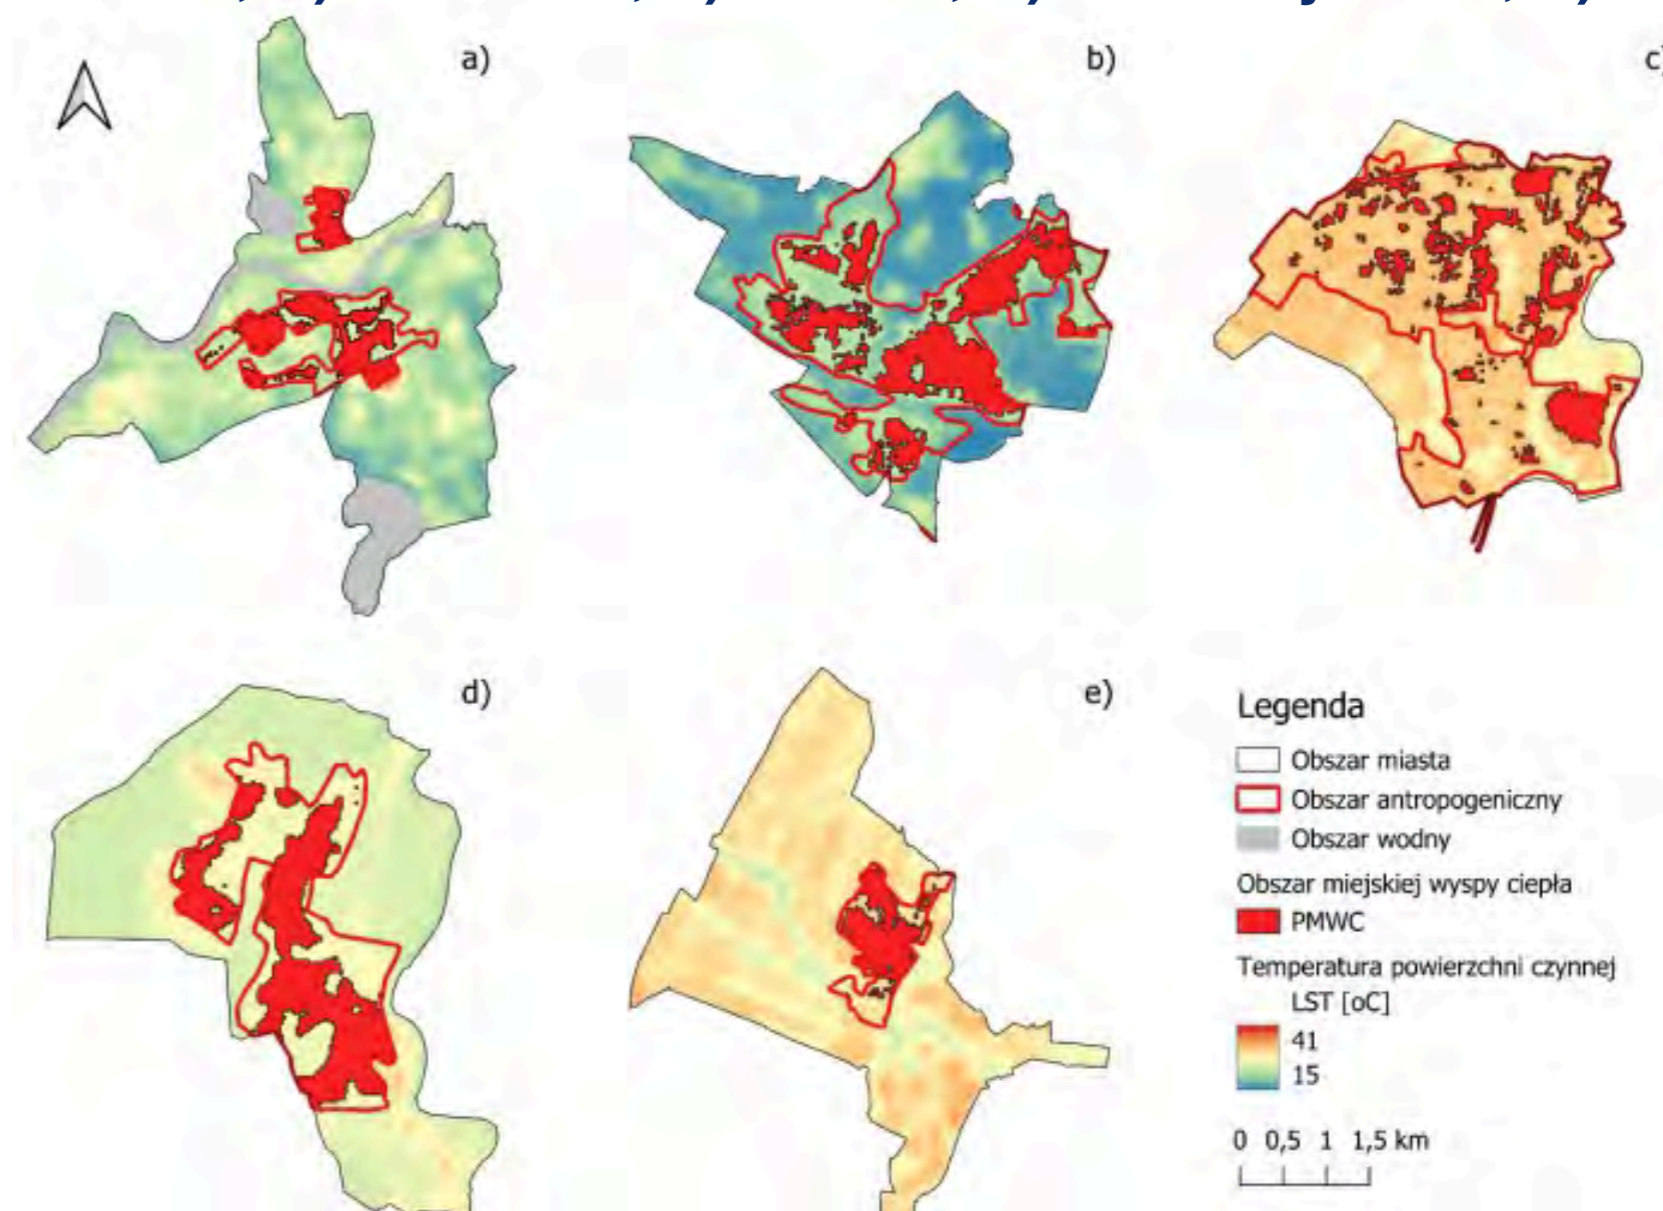 a)
b)
c)
d)
e)
Legenda
Obszar miasta
Obszar antropogeniczny
Obszar wodny
Obszar miejskiej wyspy ciepła
PMWC
Temperatura powierzchni czynnej
LST [oC]
41
15
0 0,5 1 1,5 km